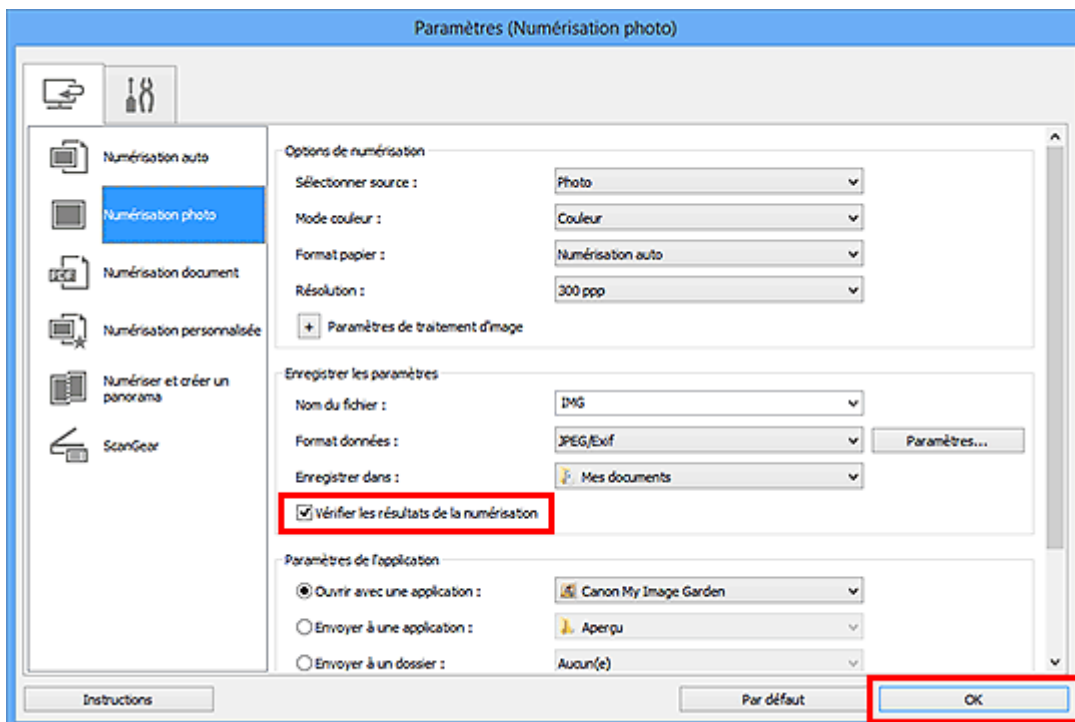 Paramètres (Numérisation photo)
Numérisation auto
Numérisation photo
Numérisation document
Numérisation personnalisée
Numériser et créer un
panorama
ScanGear
Options de numérisation
Sélectionner source : Photo
Mode couleur : Couleur
Format papier : Numérisation auto
Résolution : 300 ppp
+ Paramètres de traitement d'image
Enregistrer les paramètres
Nom du fichier : IMG
Format données : JPEG/Exif Paramètres...
Enregistrer dans : Mes documents
Vérifier les résultats de la numérisation
Paramètres de l'application
Ouvrir avec une application : Canon My Image Garden
Envoyer à une application : Aperçu
Envoyer à un dossier : Aucun(e)
Instructions Par défaut OK